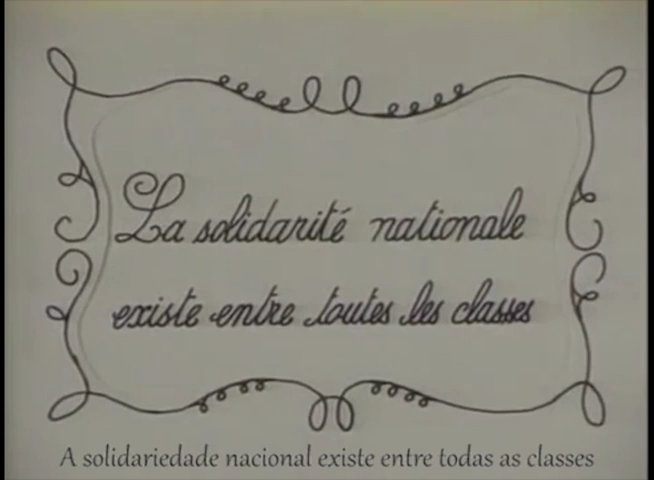 La solidarité nationale
existe entre toutes les classes
A solidariedade nacional existe entre todas as classes